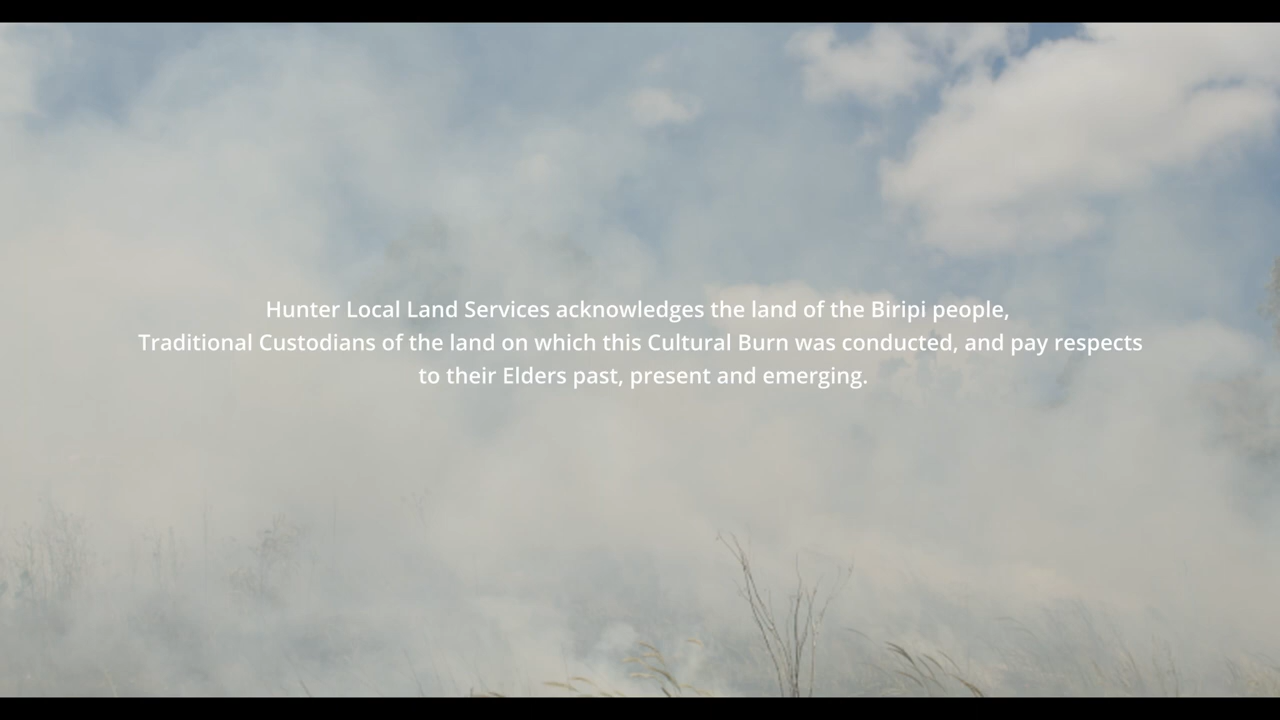 Hunter Local Land Services acknowledges the land of the Biripi people,
Traditional Custodians of the land on which this Cultural Burn was conducted, and pay respects
to their Elders past, present and emerging.